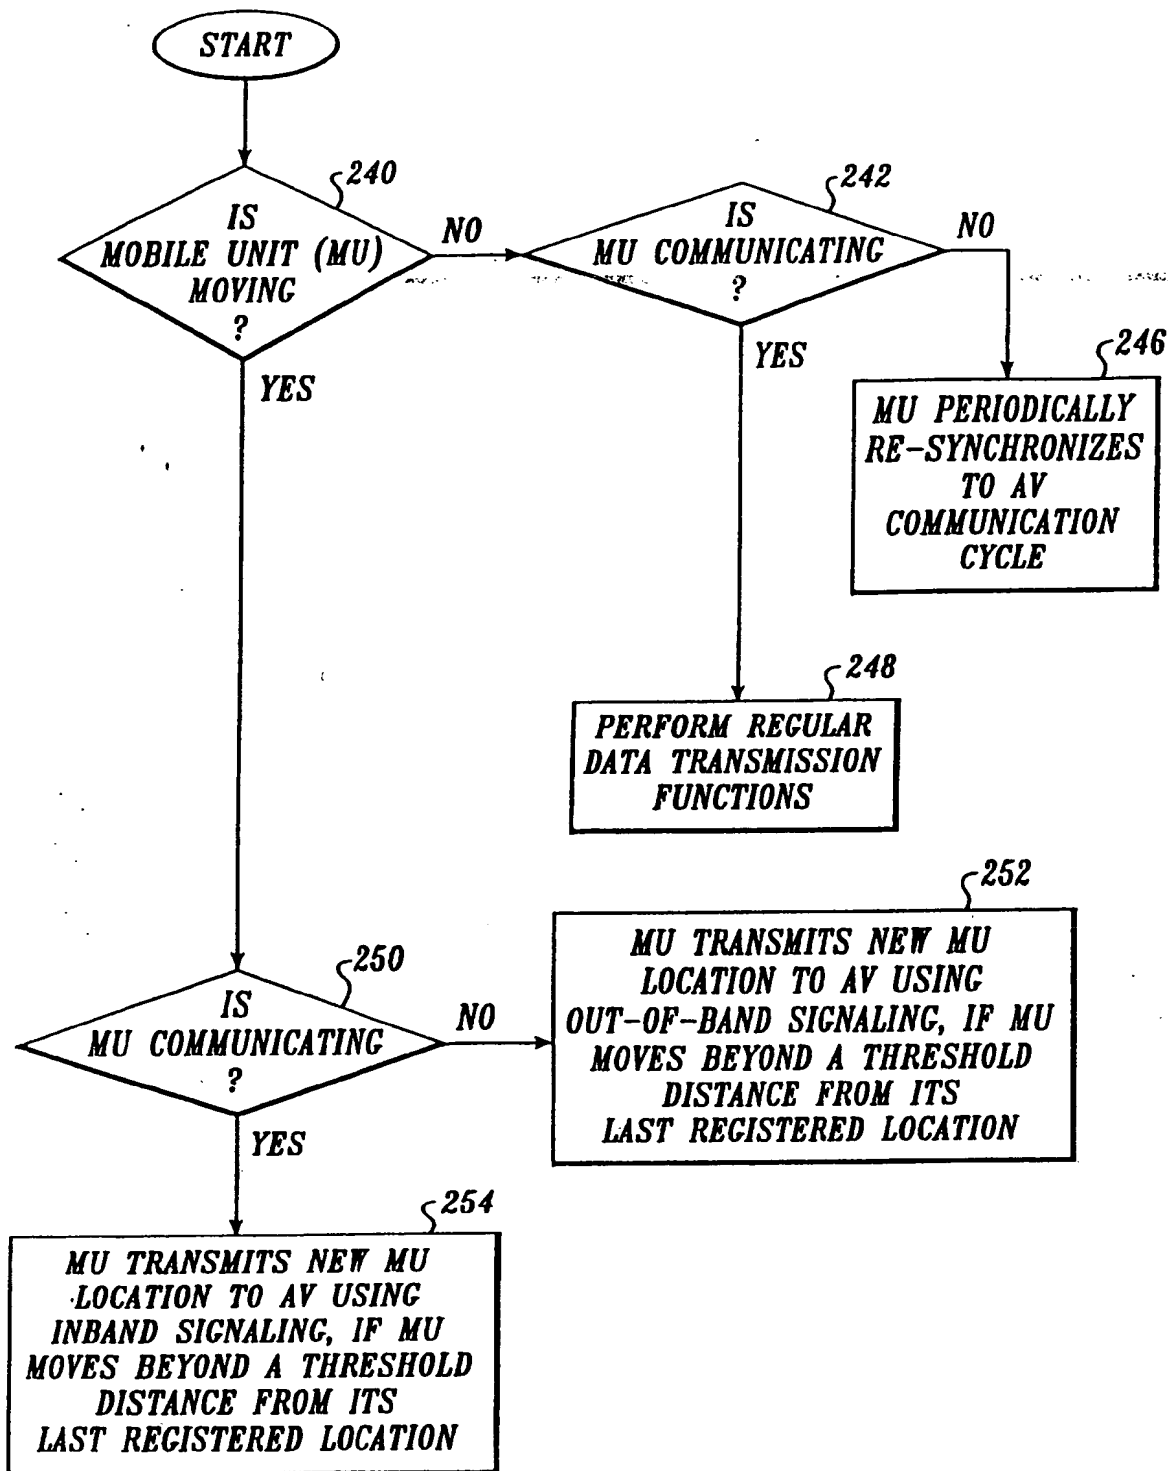 START
240
IS
MOBILE UNIT (MU)
MOVING
?
NO
YES
242
IS
MU COMMUNICATING
?
NO
YES
246
MU PERIODICALLY
RE-SYNCHRONIZES
TO AV
COMMUNICATION
CYCLE
248
PERFORM REGULAR
DATA TRANSMISSION
FUNCTIONS
250
IS
MU COMMUNICATING
?
NO
YES
252
MU TRANSMITS NEW MU
LOCATION TO AV USING
OUT-OF-BAND SIGNALING, IF MU
MOVES BEYOND A THRESHOLD
DISTANCE FROM ITS
LAST REGISTERED LOCATION
254
MU TRANSMITS NEW MU
LOCATION TO AV USING
INBAND SIGNALING, IF MU
MOVES BEYOND A THRESHOLD
DISTANCE FROM ITS
LAST REGISTERED LOCATION